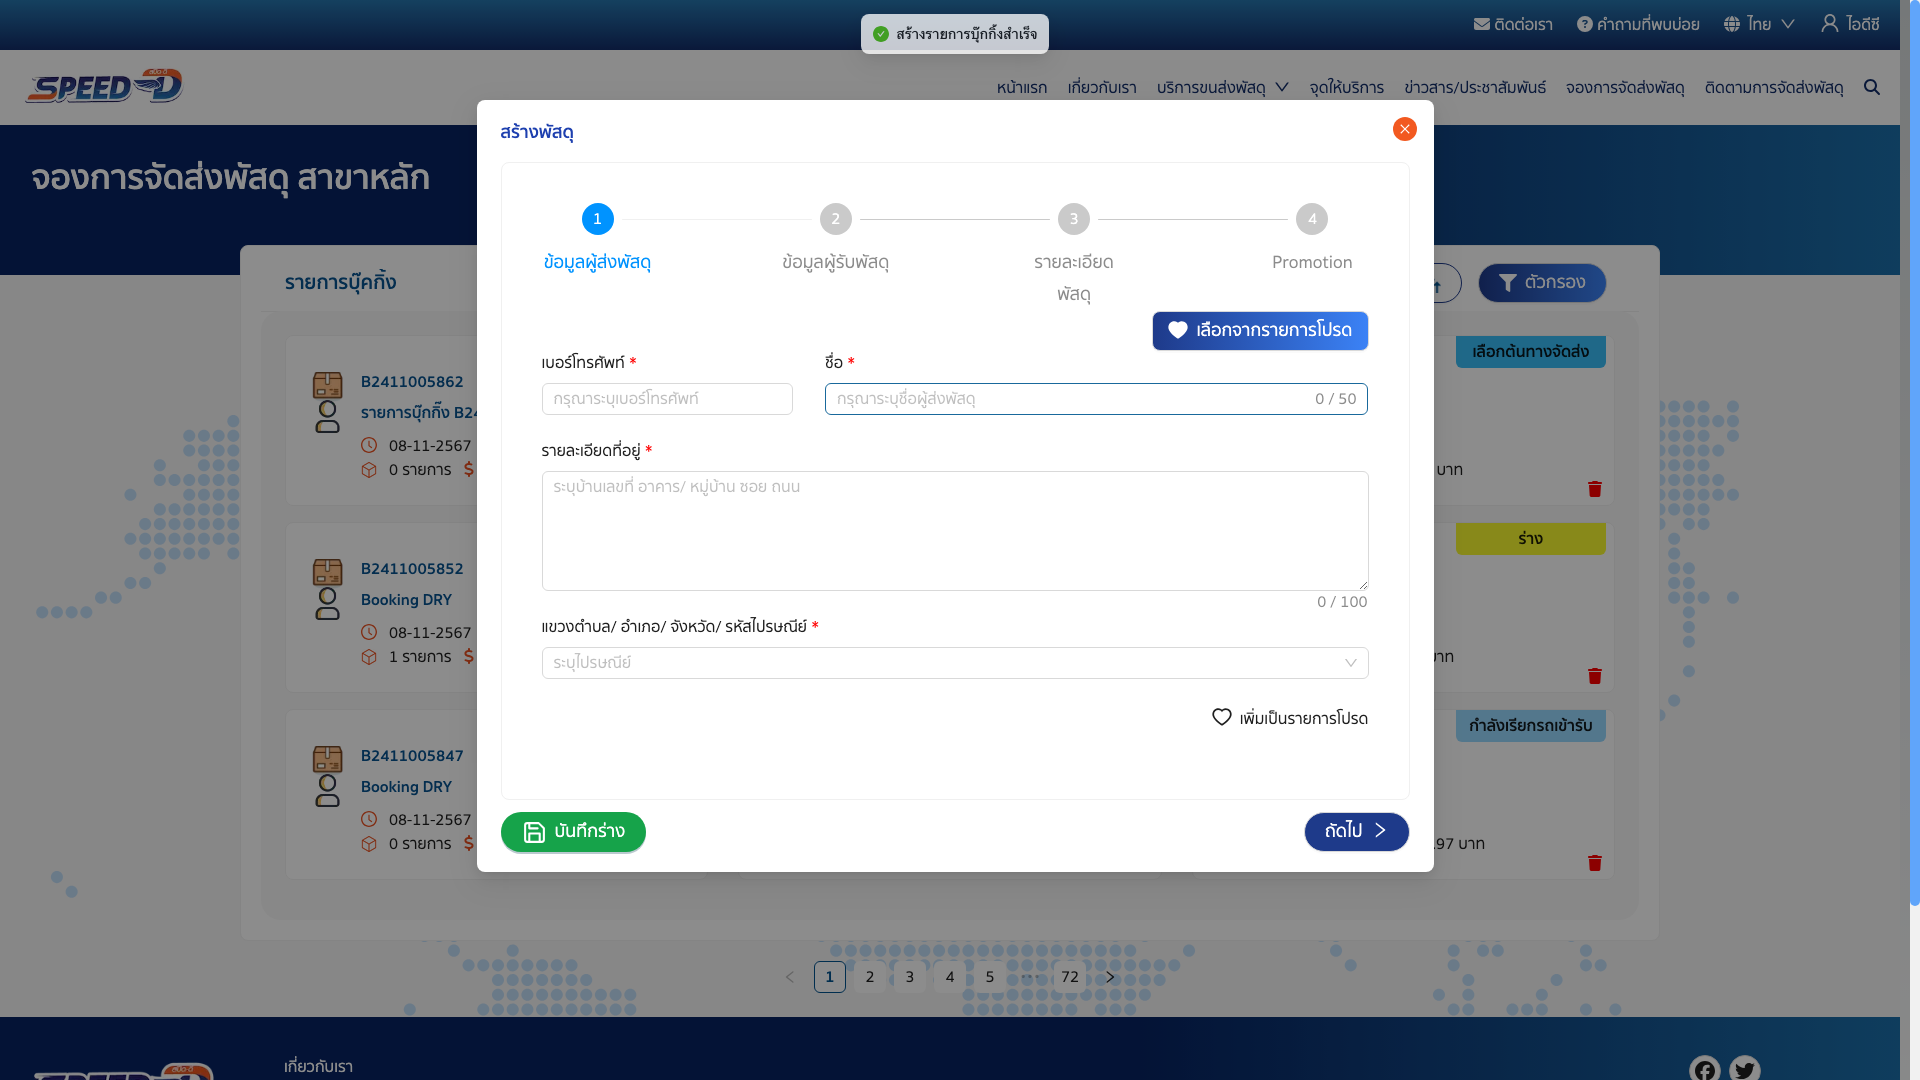 ติดต่อเรา
คำถามที่พบบ่อย
ไทย
ไอดีซี
สร้างรายการบุ๊กกิ้งสำเร็จ
SPEED-D
หน้าแรก
เกี่ยวกับเรา
บริการขนส่งพัสดุ
จุดให้บริการ
ข่าวสาร/ประชาสัมพันธ์
จองการจัดส่งพัสดุ
ติดตามการจัดส่งพัสดุ
จองการจัดส่งพัสดุ สาขาหลัก
สร้างพัสดุ
1
2
3
4
ข้อมูลผู้ส่งพัสดุ
ข้อมูลผู้รับพัสดุ
รายละเอียด
พัสดุ
Promotion
เลือกจากรายการโปรด
เบอร์โทรศัพท์ *
ชื่อ *
กรุณาระบุเบอร์โทรศัพท์
กรุณาระบุชื่อผู้ส่งพัสดุ
0 / 50
รายละเอียดที่อยู่ *
ระบุบ้านเลขที่ อาคาร/ หมู่บ้าน ซอย ถนน
0 / 100
แขวงตำบล/ อำเภอ/ จังหวัด/ รหัสไปรษณีย์ *
ระบุไปรษณีย์
เพิ่มเป็นรายการโปรด
บันทึกร่าง
ถัดไป
รายการบุ๊คกิ้ง
ตัวกรอง
B2411005862
รายการบุ๊กกิ๊ง B24
08-11-2567
0 รายการ
บาท
เลือกต้นทางจัดส่ง
B2411005852
Booking DRY
08-11-2567
1 รายการ
บาท
ร่าง
B2411005847
Booking DRY
08-11-2567
0 รายการ
.97 บาท
กำลังเรียกรถเข้ารับ
1
2
3
4
5
•••
72
เกี่ยวกับเรา